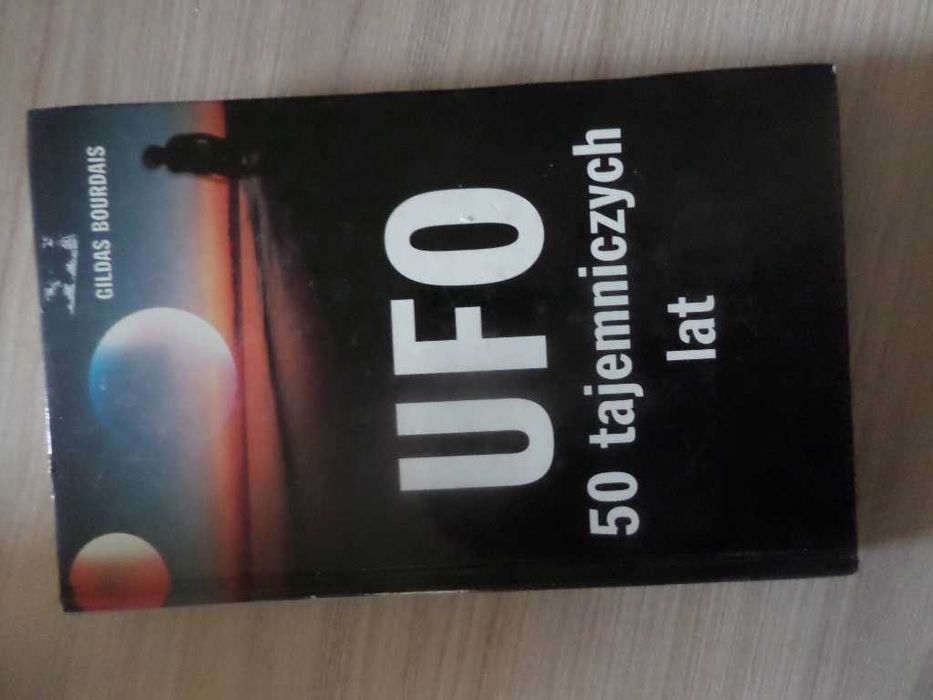 GILDAS BOURDAIS
UFO
50 tajemniczych
lat